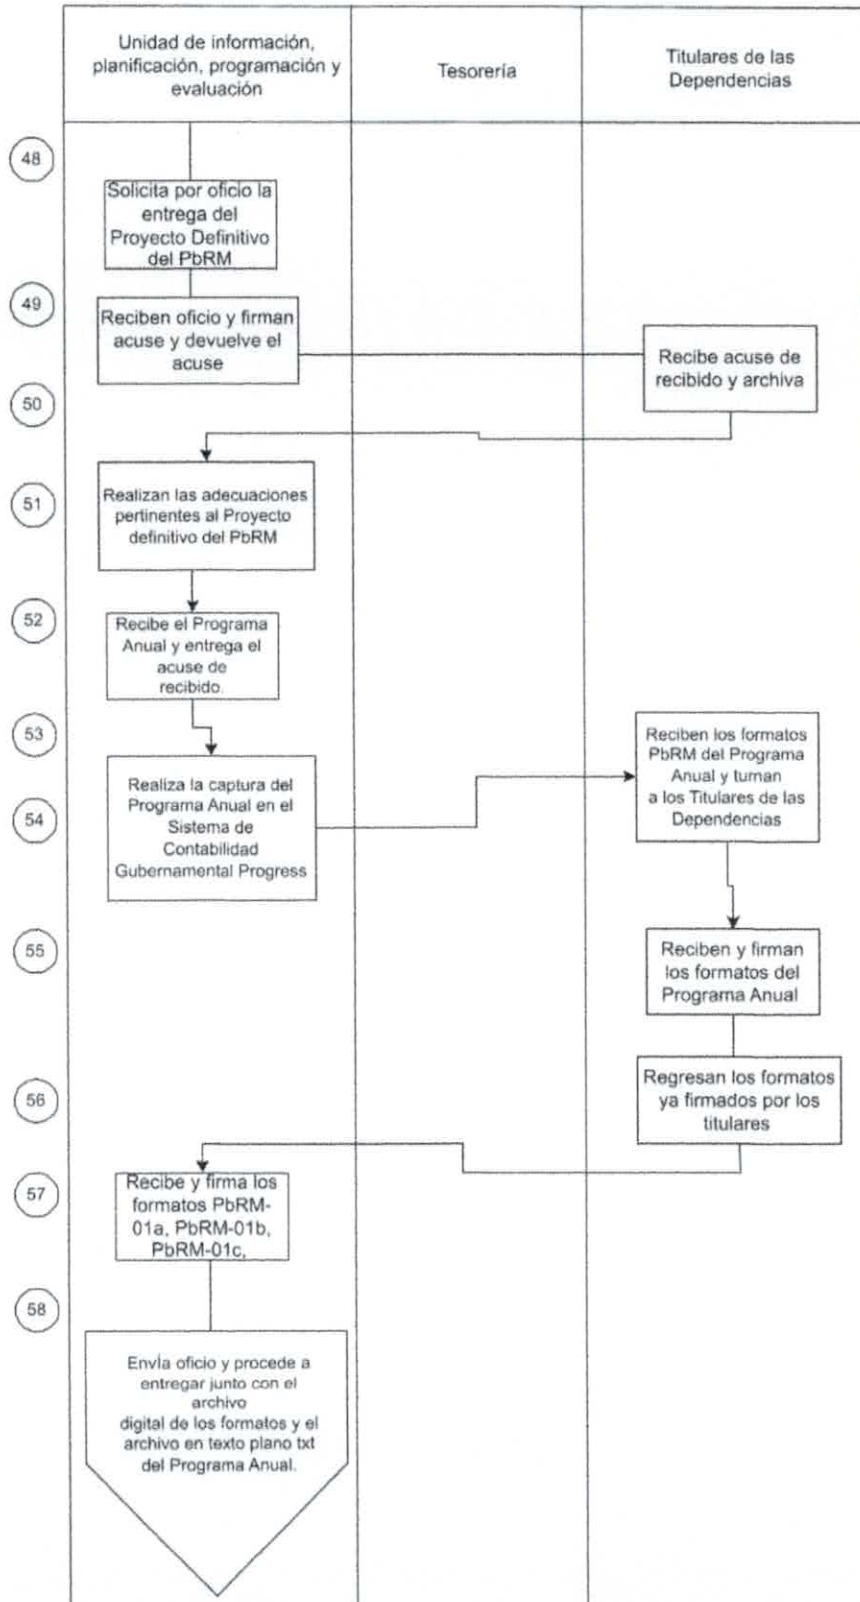 Unidad de información,
planificación, programación y
evaluación
Tesorería
Titulares de las
Dependencias
48
Solicita por oficio la
entrega del
Proyecto Definitivo
del PbRM
49
Reciben oficio y firman
acuse y devuelve el
acuse
Recibe acuse de
recibido y archiva
50
51
Realizan las adecuaciones
pertinentes al Proyecto
definitivo del PbRM
52
Recibe el Programa
Anual y entrega el
acuse de
recibido.
53
Reciben los formatos
PbRM del Programa
Anual y turnan
a los Titulares de las
Dependencias
54
Realiza la captura del
Programa Anual en el
Sistema de
Contabilidad
Gubernamental Progress
55
Reciben y firman
los formatos del
Programa Anual
56
Regresan los formatos
ya firmados por los
titulares
57
Recibe y firma los
formatos PbRM-
01a, PbRM-01b,
PbRM-01c,
58
Envía oficio y procede a
entregar junto con el
archivo
digital de los formatos y el
archivo en texto plano txt
del Programa Anual.